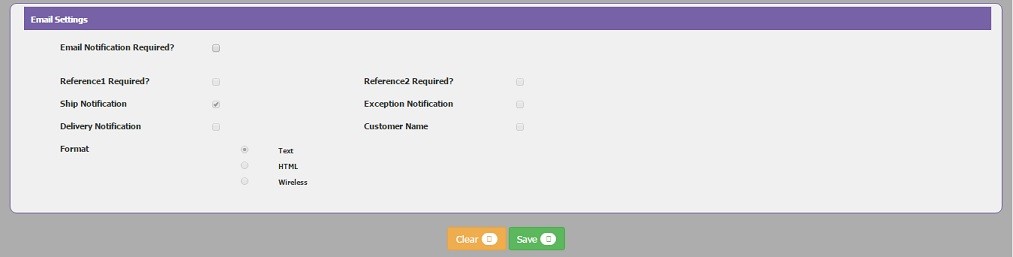 Email Settings
Email Notification Required?
Reference1 Required? Reference2 Required?
Ship Notification Exception Notification
Delivery Notification Customer Name
Format Text
HTML
Wireless
Clear Save